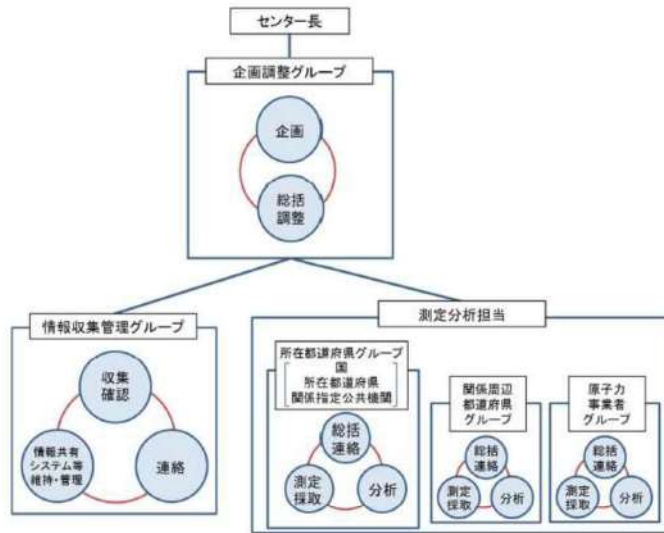 センター長
企画調整グループ
企画
総括
調整
情報収集管理グループ
収集
確認
情報共有
システム等
維持・管理
連絡
測定分析担当
所在都道府県グループ
国
所在都道府県
関係指定公共機関
総括
連絡
測定
採取
分析
関係周辺
都道府県
グループ
総括
連絡
測定
採取
分析
原子力
事業者
グループ
総括
連絡
測定
採取
分析